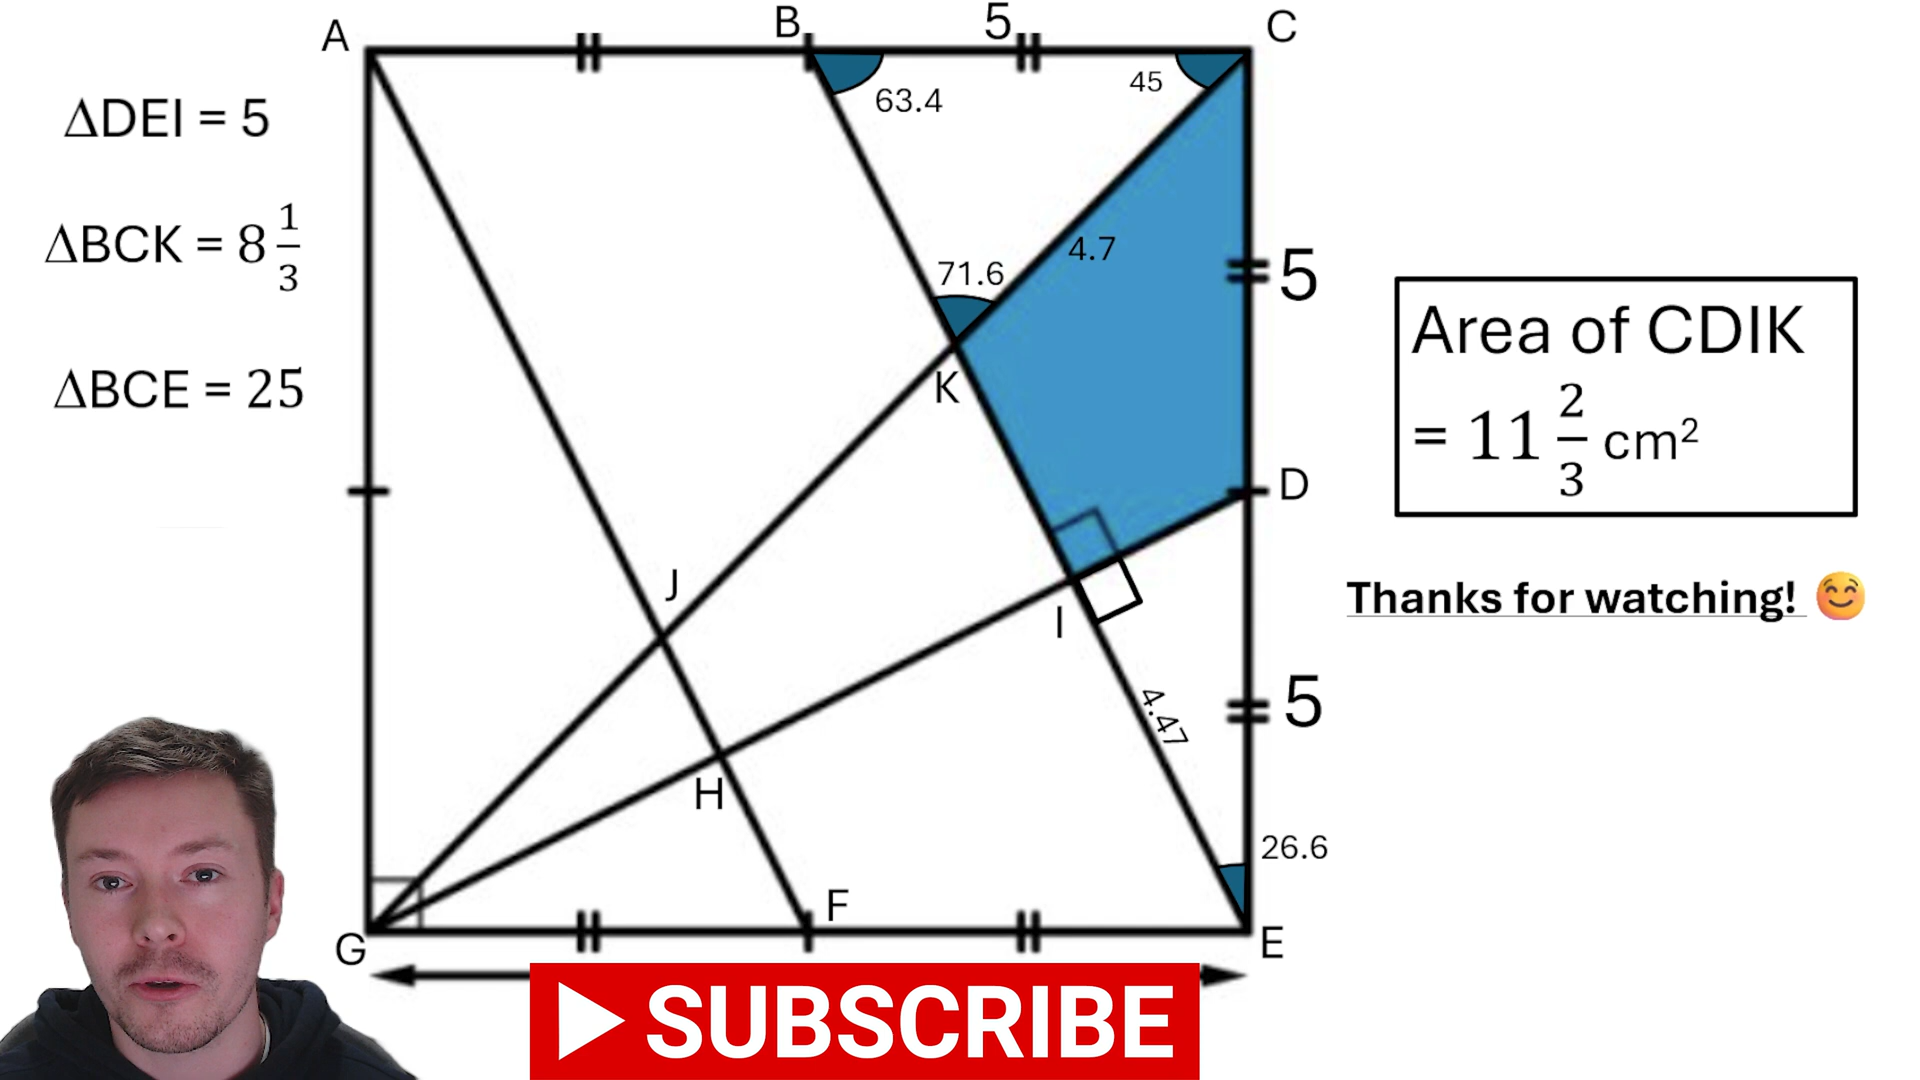 A
B
5
C
63.4
45
ΔDEI = 5
ΔBCK = 8 1/3
ΔBCE = 25
71.6
4.7
5
K
D
Area of CDIK
= 11 2/3 cm²
J
I
Thanks for watching! 😊
4.47
5
H
26.6
F
G
E
SUBSCRIBE